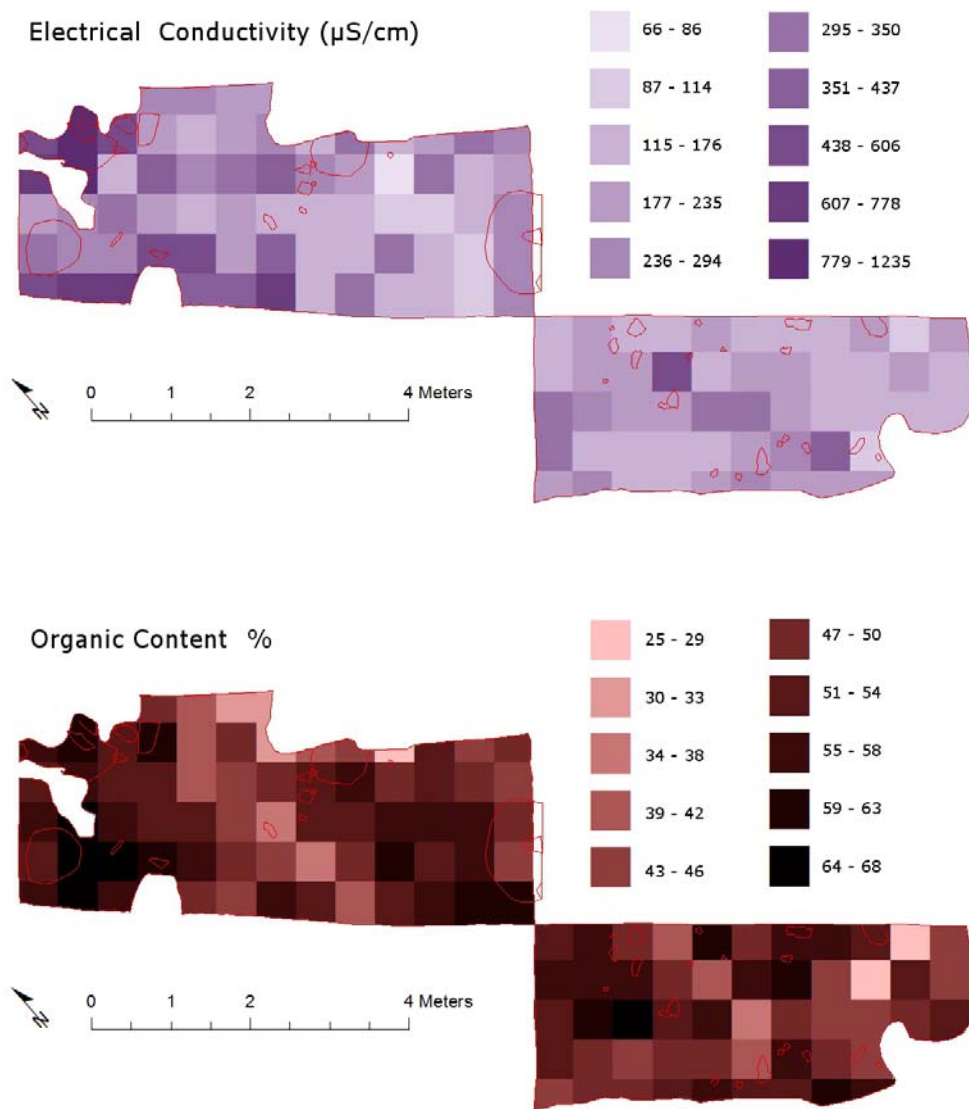 Electrical Conductivity (µS/cm)
66 - 86
87 - 114
115 - 176
177 - 235
236 - 294
295 - 350
351 - 437
438 - 606
607 - 778
779 - 1235
N
0 1 2 4 Meters
Organic Content %
25 - 29
30 - 33
34 - 38
39 - 42
43 - 46
47 - 50
51 - 54
55 - 58
59 - 63
64 - 68
N
0 1 2 4 Meters